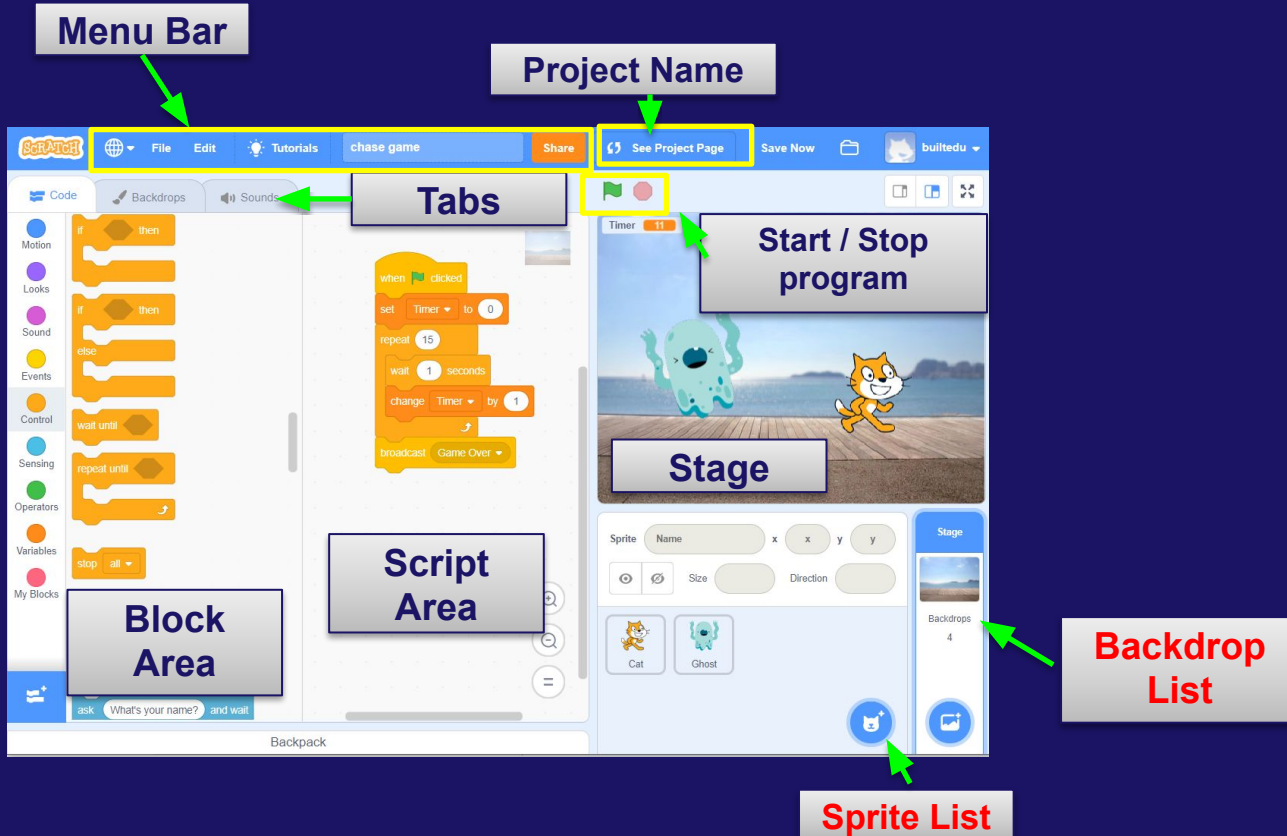 Menu Bar
Project Name
SCRATCH
File
Edit
Tutorials
chase game
Share
See Project Page
Save Now
builtedu
Code
Backdrops
Sounds
Tabs
Motion
Looks
Sound
Events
Control
Sensing
Operators
Variables
My Blocks
if then
if then
else
wait until
repeat until
stop all
ask What's your name? and wait
Block
Area
when clicked
set Timer to 0
repeat 15
wait 1 seconds
change Timer by 1
broadcast Game Over
Script
Area
=
Backpack
Timer 11
Start / Stop
program
Stage
Sprite Name x x y y
Size Direction
Cat
Ghost
Stage
Backdrops
4
Backdrop
List
Sprite List